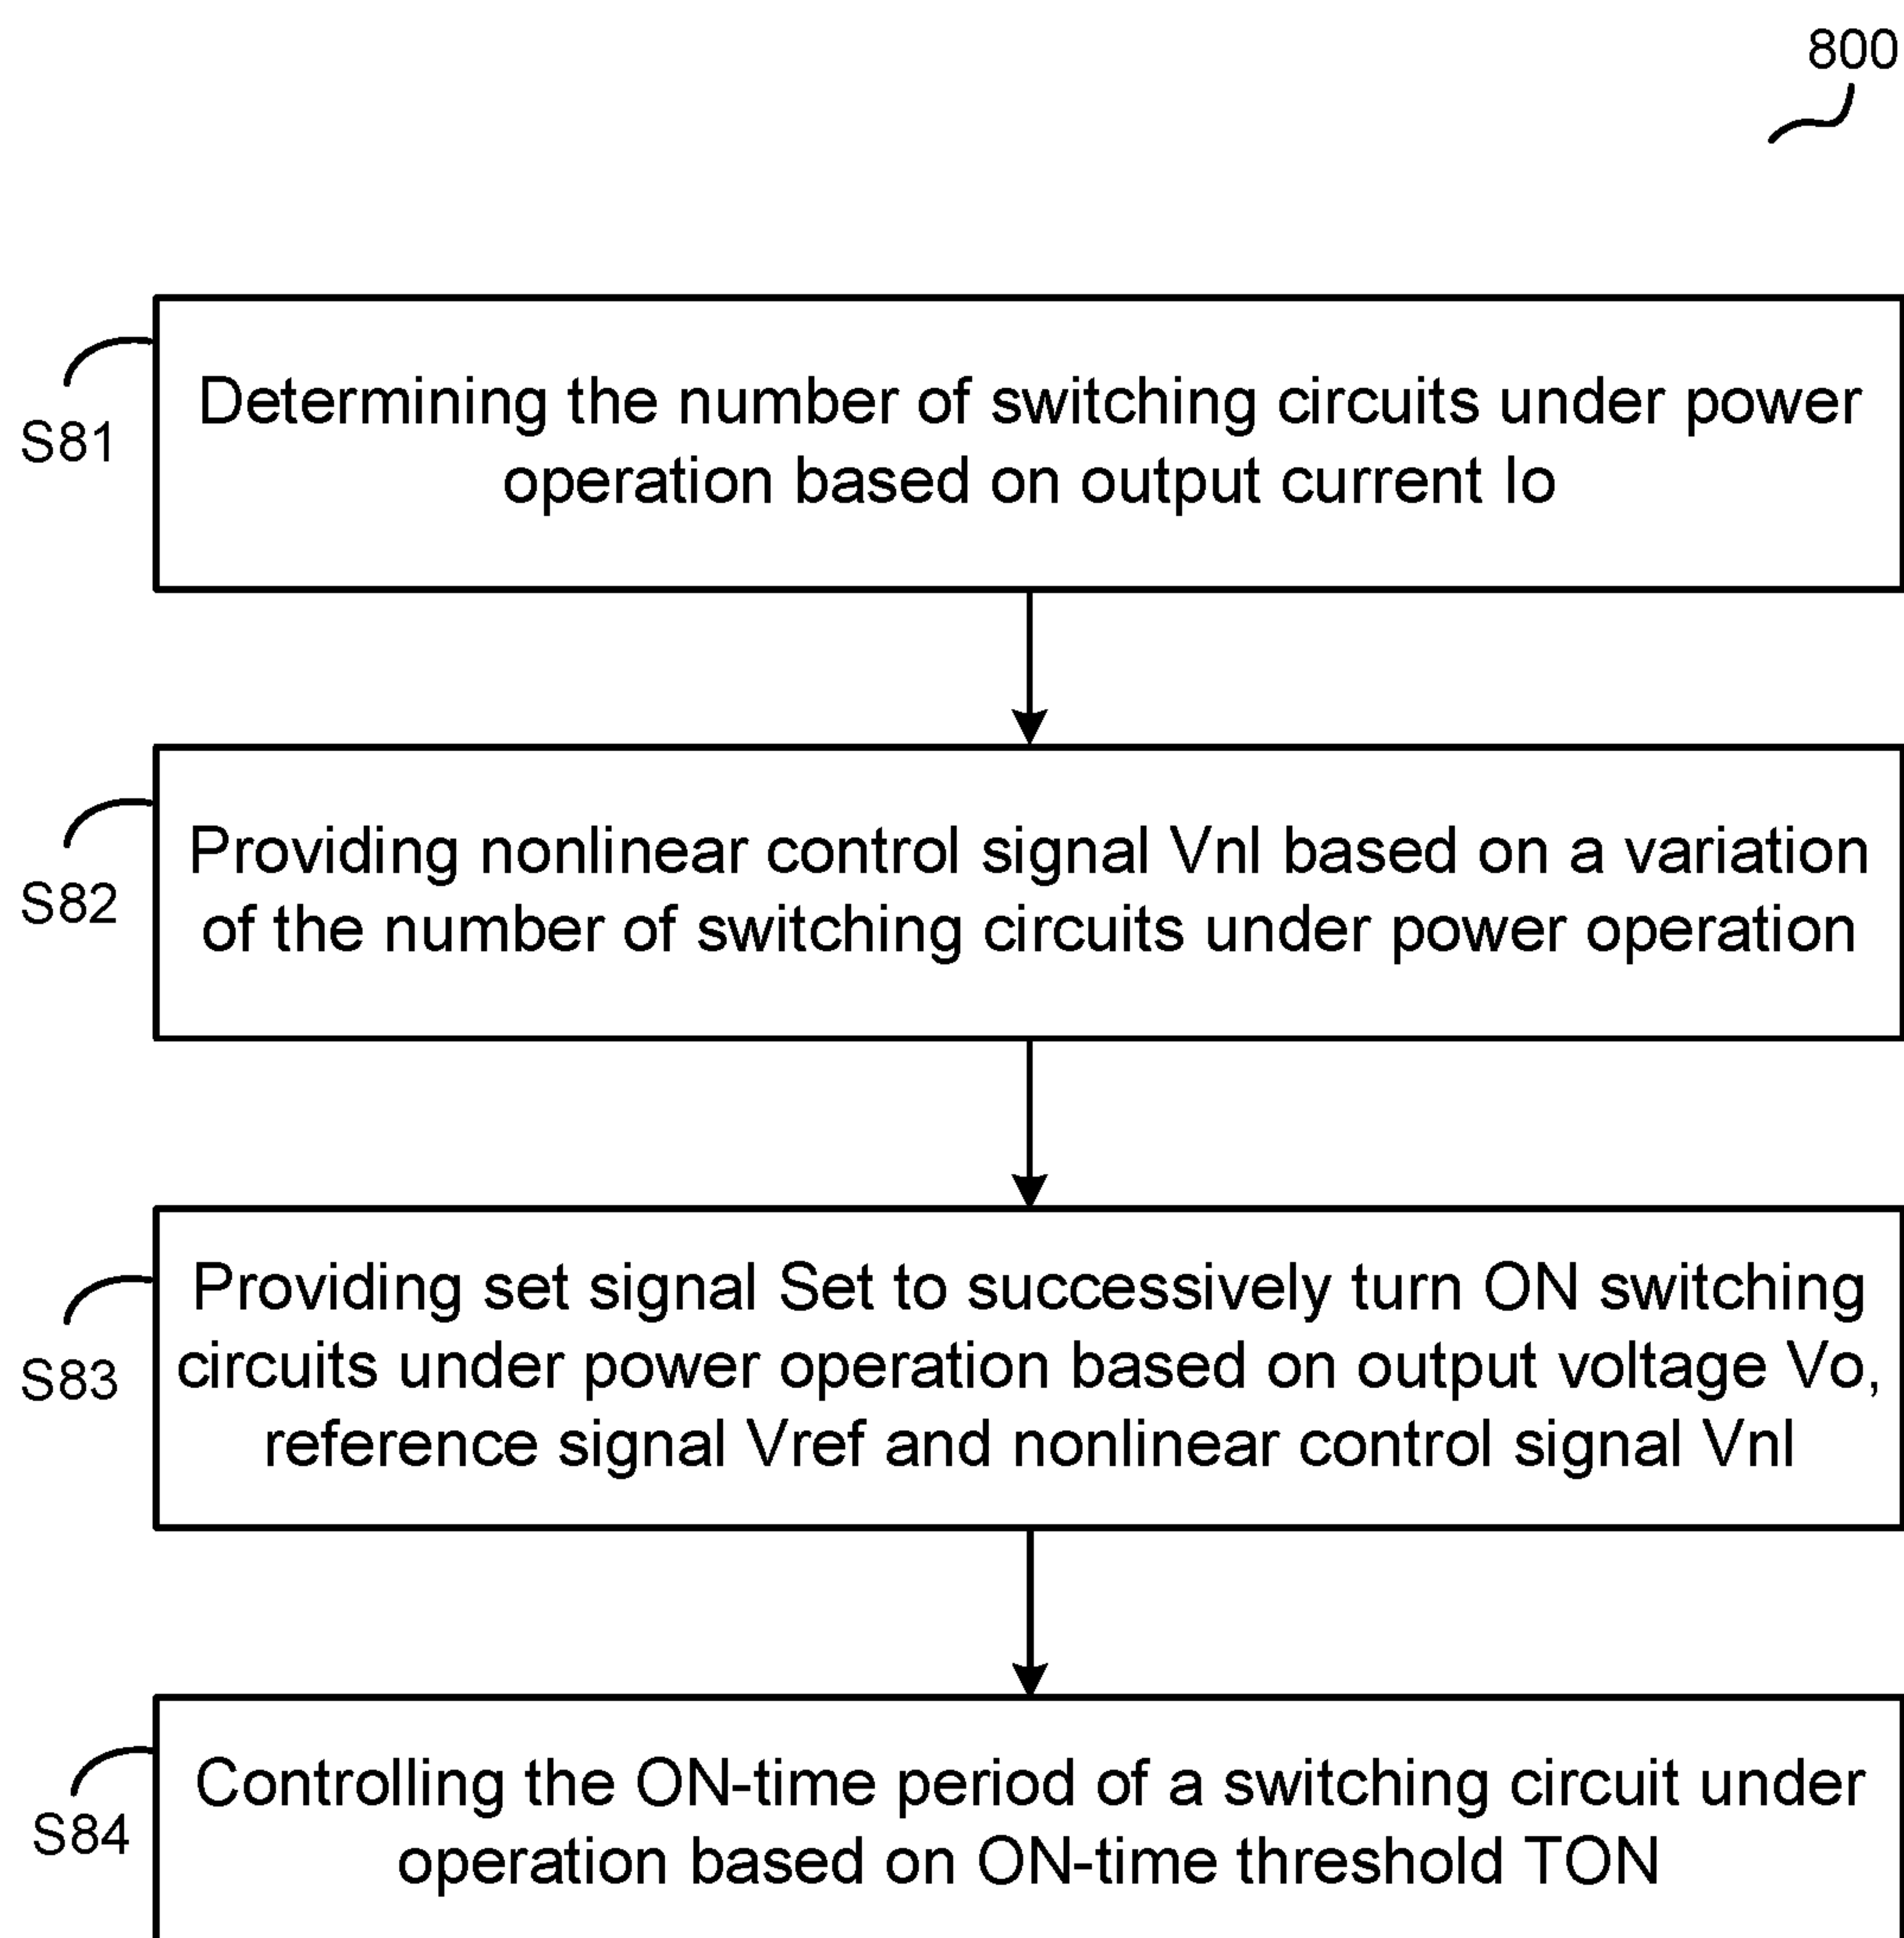 800
S81
Determining the number of switching circuits under power
operation based on output current Io
S82
Providing nonlinear control signal Vnl based on a variation
of the number of switching circuits under power operation
S83
Providing set signal Set to successively turn ON switching
circuits under power operation based on output voltage Vo,
reference signal Vref and nonlinear control signal Vnl
S84
Controlling the ON-time period of a switching circuit under
operation based on ON-time threshold TON